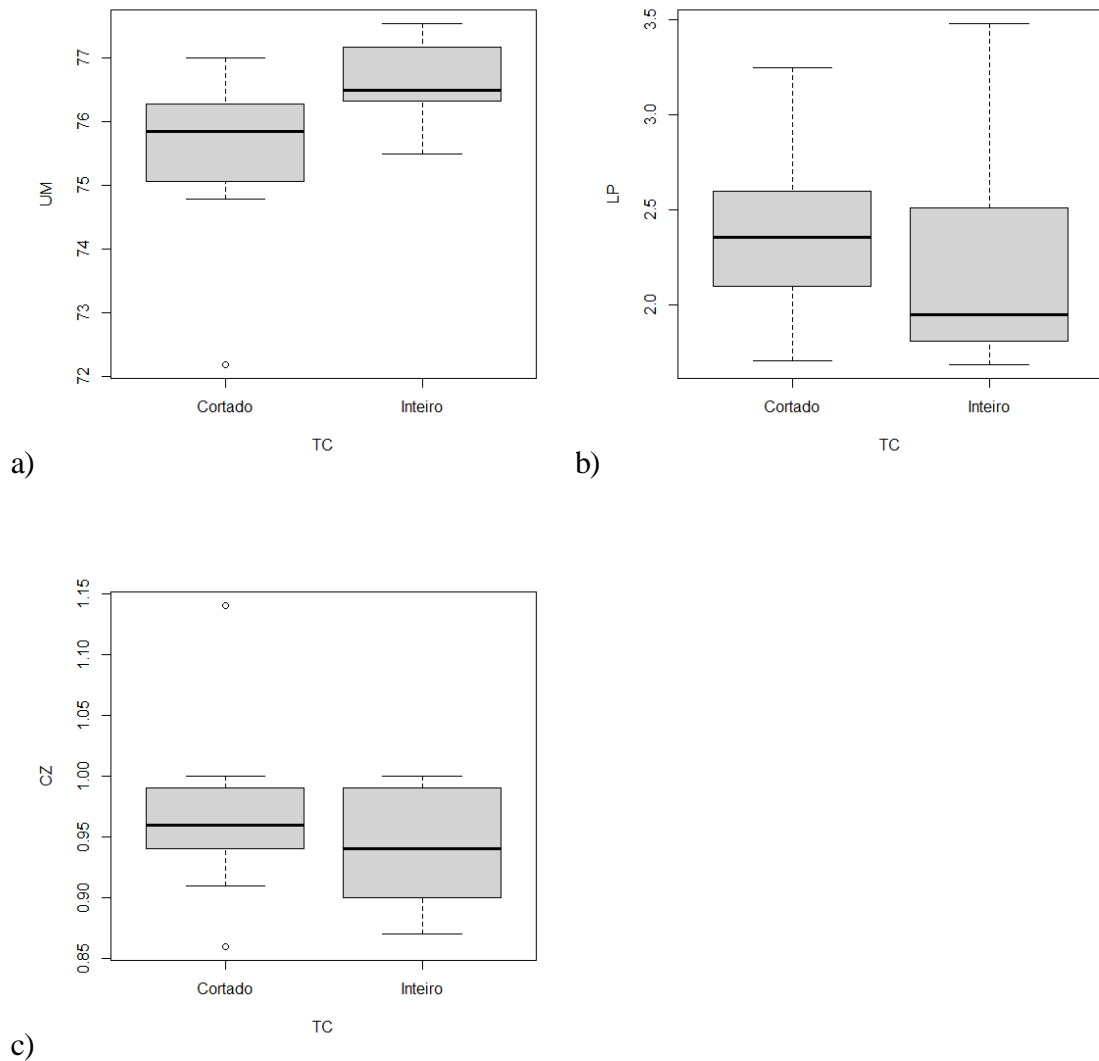 UM
77
76
75
74
73
72
Cortado Inteiro
TC
a)
LP
3.5
3.0
2.5
2.0
Cortado Inteiro
TC
b)
CZ
1.15
1.10
1.05
1.00
0.95
0.90
0.85
Cortado Inteiro
TC
c)